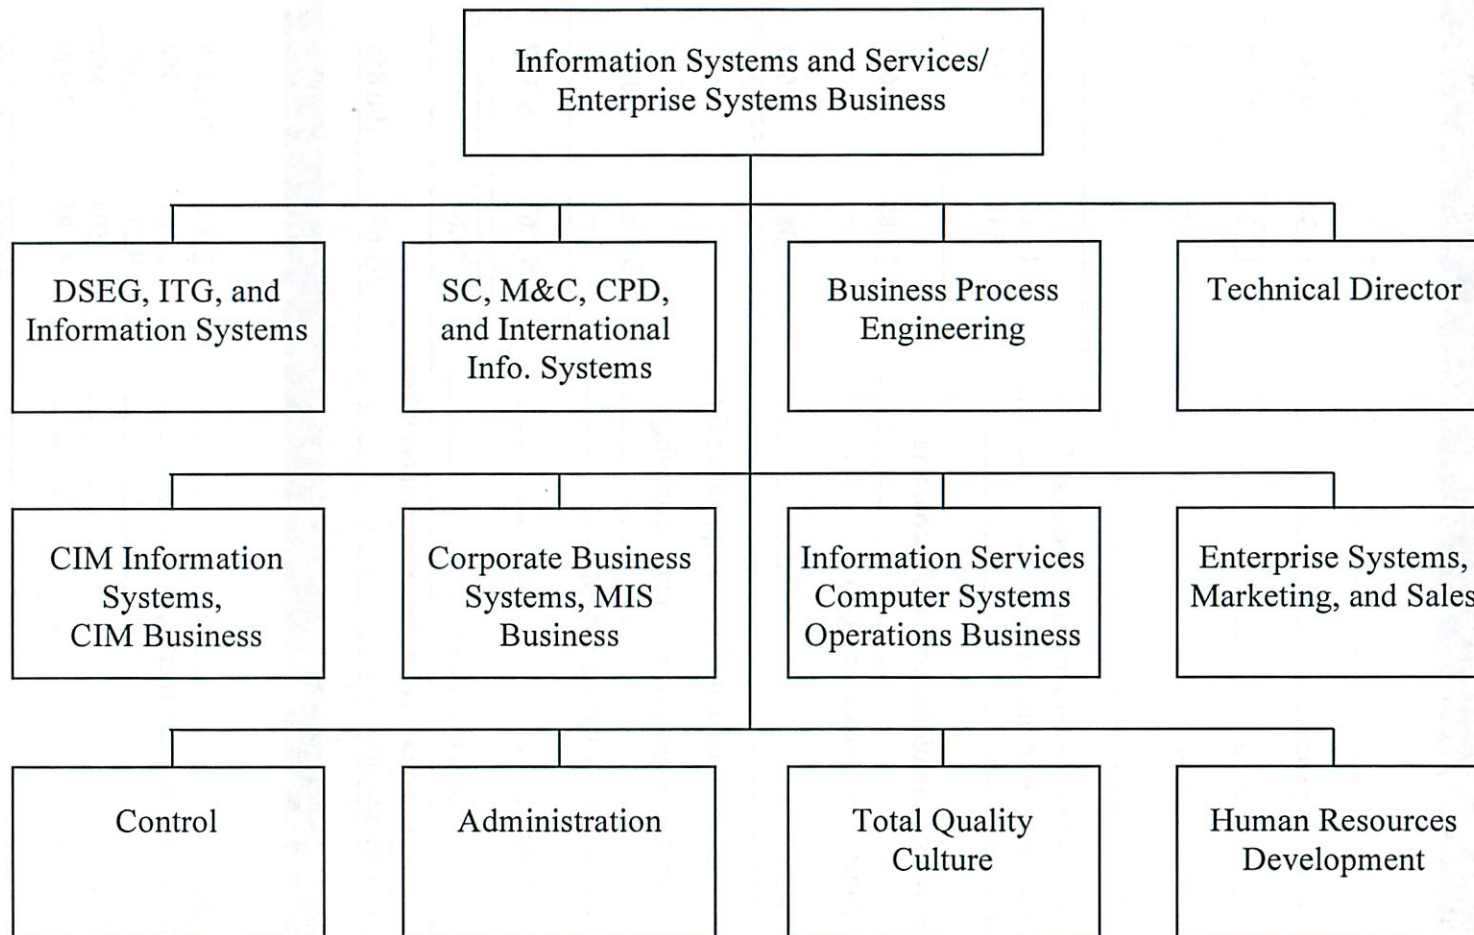 Information Systems and Services/
Enterprise Systems Business
DSEG, ITG, and
Information Systems
SC, M&C, CPD,
and International
Info. Systems
Business Process
Engineering
Technical Director
CIM Information
Systems,
CIM Business
Corporate Business
Systems, MIS
Business
Information Services
Computer Systems
Operations Business
Enterprise Systems,
Marketing, and Sales
Control
Administration
Total Quality
Culture
Human Resources
Development